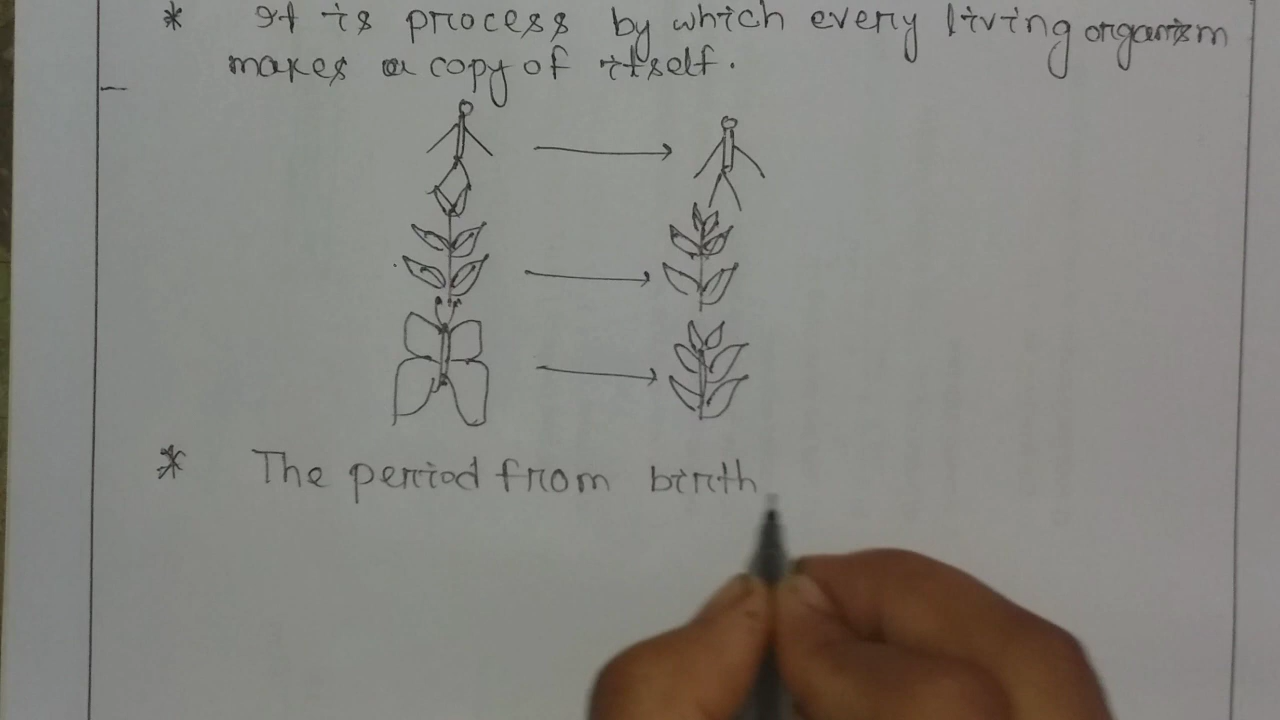 * It is process by which every living organism
makes a copy of itself.
* The period from birth